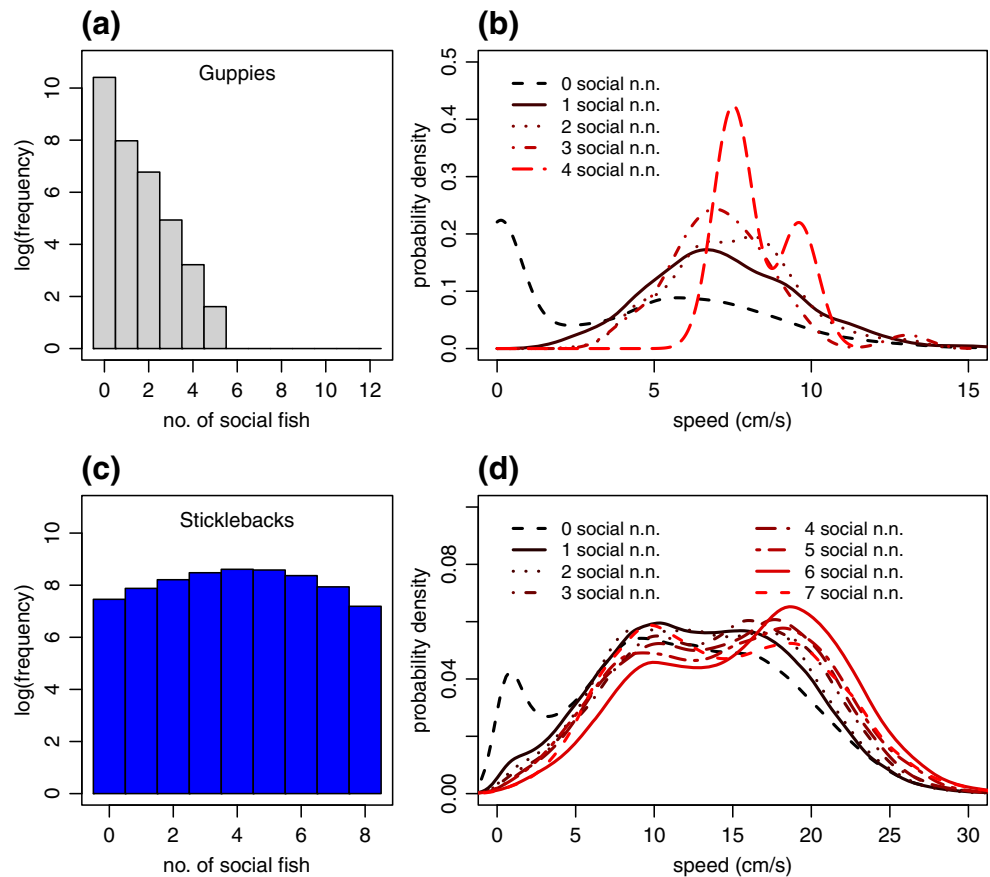 (a)
Guppies
log(frequency)
0 2 4 6 8 10
0 2 4 6 8 10 12
no. of social fish
(b)
0 social n.n.
1 social n.n.
2 social n.n.
3 social n.n.
4 social n.n.
probability density
0.0 0.1 0.2 0.3 0.4 0.5
0 5 10 15
speed (cm/s)
(c)
Sticklebacks
log(frequency)
0 2 4 6 8 10
0 2 4 6 8
no. of social fish
(d)
0 social n.n.
1 social n.n.
2 social n.n.
3 social n.n.
4 social n.n.
5 social n.n.
6 social n.n.
7 social n.n.
probability density
0.00 0.04 0.08
0 5 10 15 20 25 30
speed (cm/s)